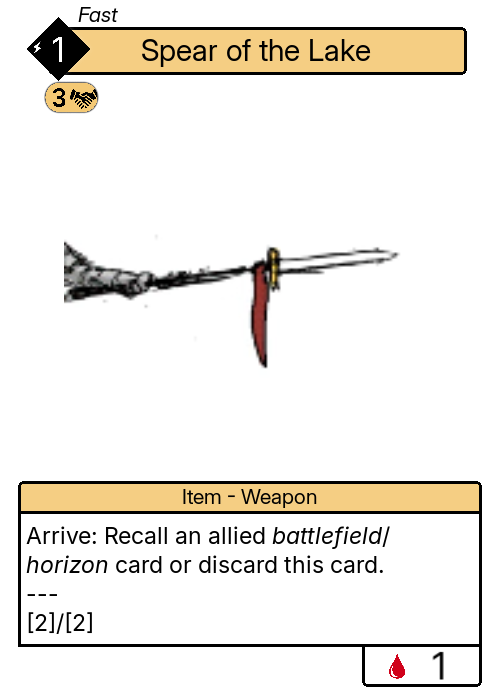 Fast
1
Spear of the Lake
3
Item - Weapon
Arrive: Recall an allied battlefield/
horizon card or discard this card.
---
[2]/[2]
1